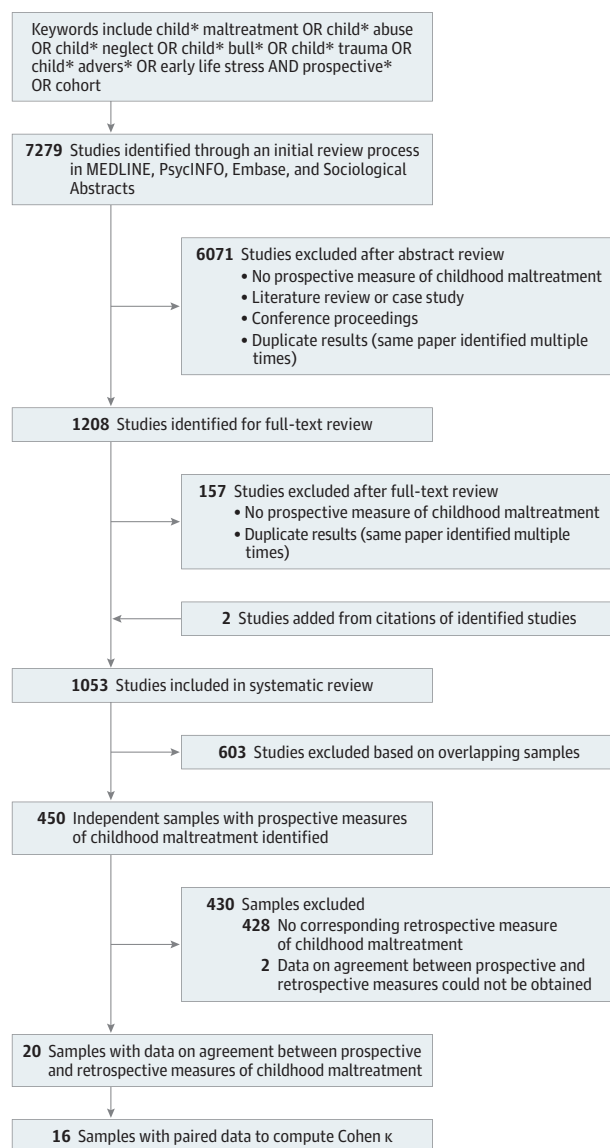 Keywords include child* maltreatment OR child* abuse
OR child* neglect OR child* bull* OR child* trauma OR
child* advers* OR early life stress AND prospective*
OR cohort
7279 Studies identified through an initial review process
in MEDLINE, PsycINFO, Embase, and Sociological
Abstracts
6071 Studies excluded after abstract review
• No prospective measure of childhood maltreatment
• Literature review or case study
• Conference proceedings
• Duplicate results (same paper identified multiple
times)
1208 Studies identified for full-text review
157 Studies excluded after full-text review
• No prospective measure of childhood maltreatment
• Duplicate results (same paper identified multiple
times)
2 Studies added from citations of identified studies
1053 Studies included in systematic review
603 Studies excluded based on overlapping samples
450 Independent samples with prospective measures
of childhood maltreatment identified
430 Samples excluded
428 No corresponding retrospective measure
of childhood maltreatment
2 Data on agreement between prospective and
retrospective measures could not be obtained
20 Samples with data on agreement between prospective
and retrospective measures of childhood maltreatment
16 Samples with paired data to compute Cohen κ